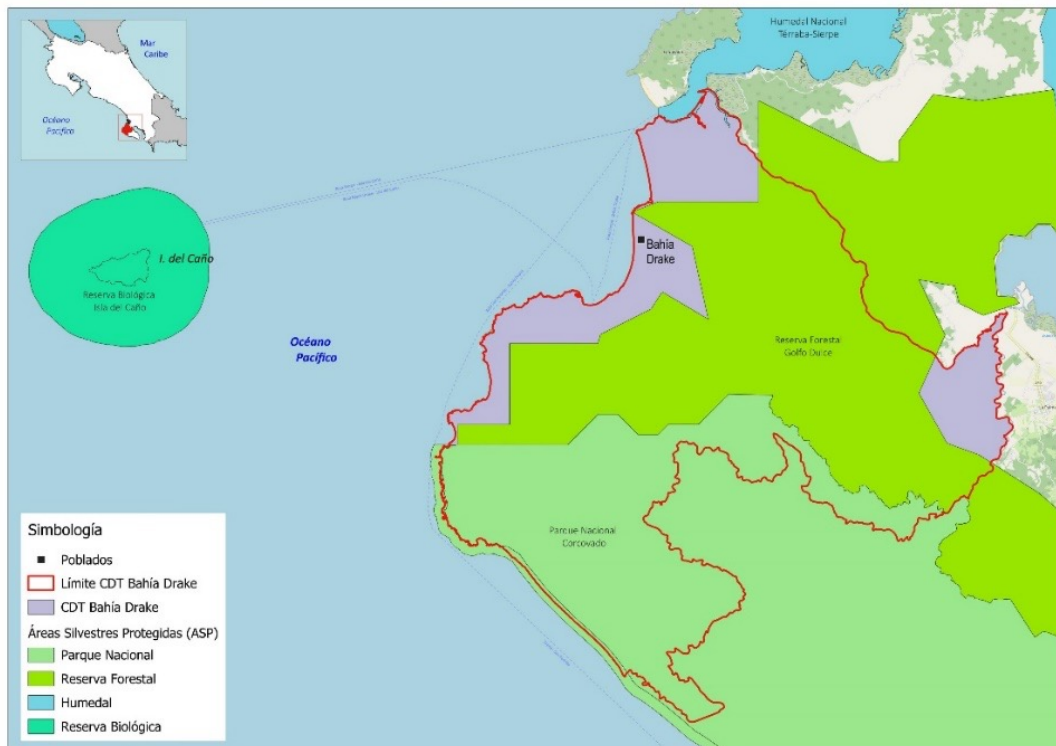 Mar
Caribe
Océano
Pacífico
Humedal Nacional
Térraba-Sierpe
I. del Caño
Reserva Biológica
Isla del Caño
Bahía
Drake
Océano
Pacífico
Reserva Forestal
Golfo Dulce
Parque Nacional
Corcovado
Simbología
Poblados
Límite CDT Bahía Drake
CDT Bahía Drake
Áreas Silvestres Protegidas (ASP)
Parque Nacional
Reserva Forestal
Humedal
Reserva Biológica